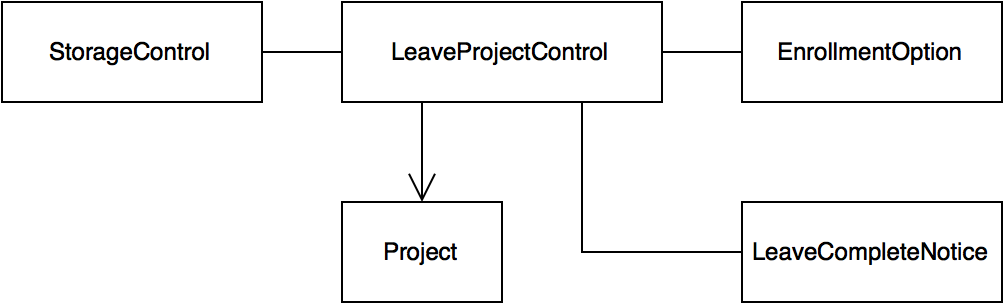 StorageControl
LeaveProjectControl
EnrollmentOption
Project
LeaveCompleteNotice